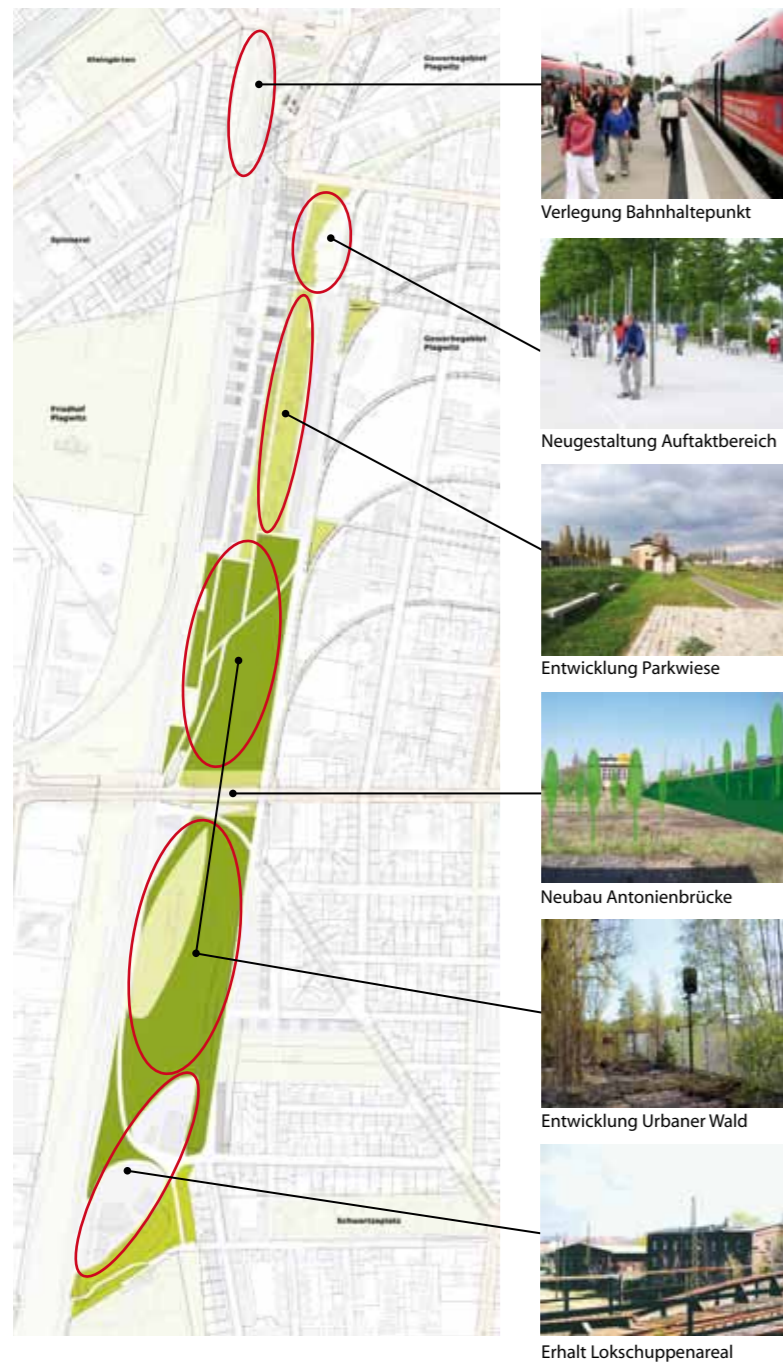 Kleingärten
Gewerbegebiet
Plagwitz
Spinnerei
Gewerbegebiet
Plagwitz
Friedhof
Plagwitz
Schwartzeplatz
Verlegung Bahnhaltepunkt
Neugestaltung Auftaktbereich
Entwicklung Parkwiese
Neubau Antonienbrücke
Entwicklung Urbaner Wald
Erhalt Lokschuppenareal